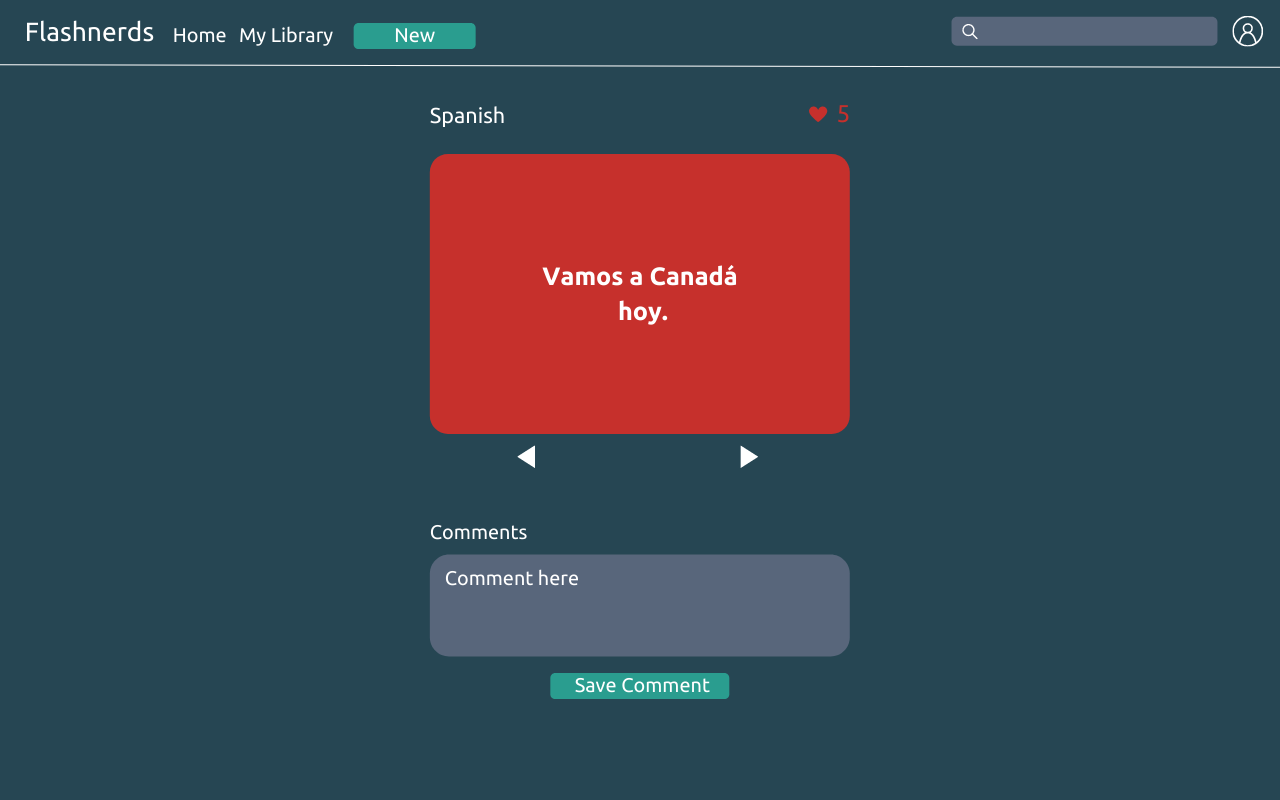 Flashnerds Home My Library New
Spanish 5
Vamos a Canadá
hoy.
Comments
Comment here
Save Comment